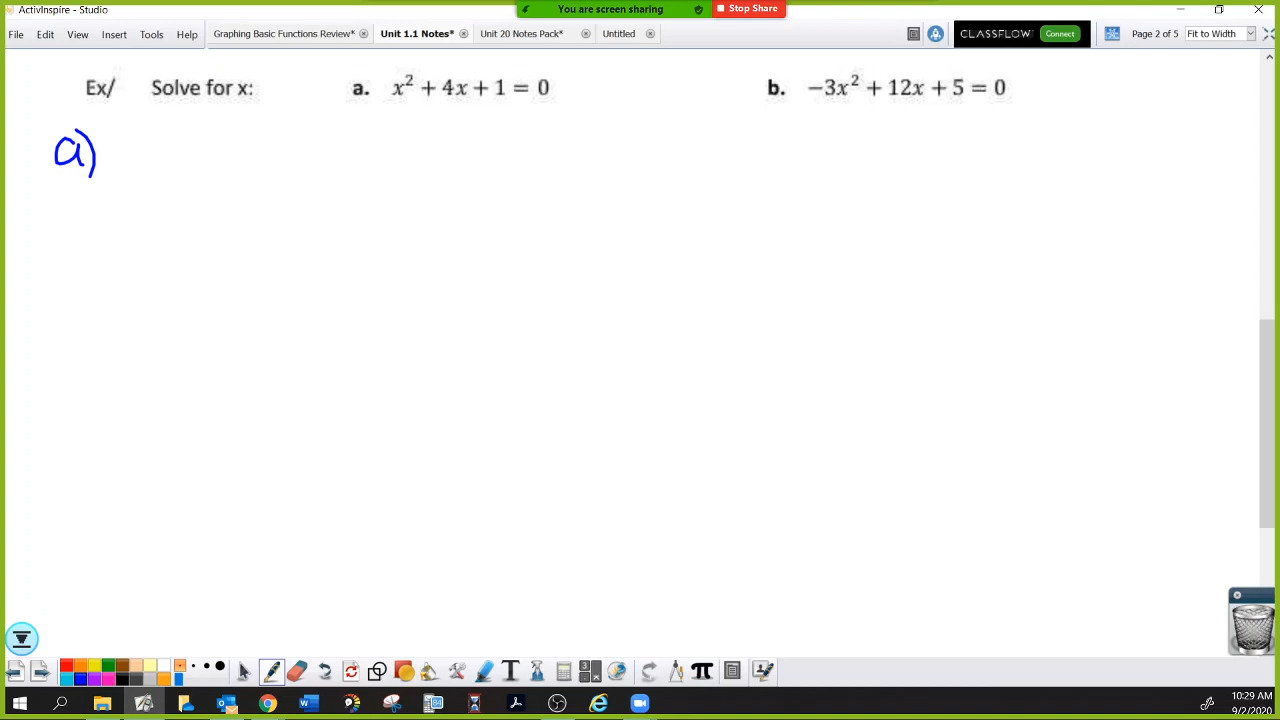 ActivInspire - Studio
You are screen sharing
Stop Share
File Edit View Insert Tools Help
Graphing Basic Functions Review*
Unit 1.1 Notes*
Unit 20 Notes Pack*
Untitled
CLASSFLOW
Connect
Page 2 of 5
Fit to Width
Ex/ Solve for x: a. x² + 4x + 1 = 0 b. −3x² + 12x + 5 = 0
a)
10:29 AM
9/2/2020